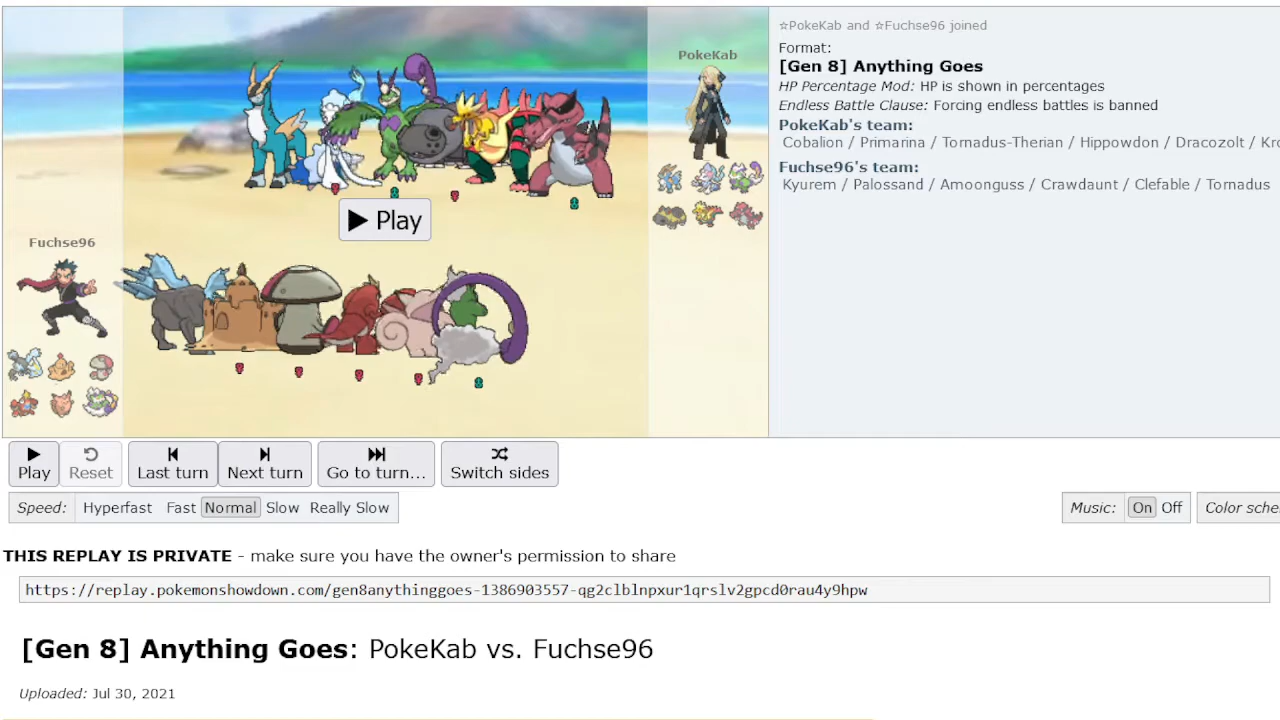 PokeKab
Fuchse96
Play
☆PokeKab and ☆Fuchse96 joined
Format:
[Gen 8] Anything Goes
HP Percentage Mod: HP is shown in percentages
Endless Battle Clause: Forcing endless battles is banned
PokeKab's team:
Cobalion / Primarina / Tornadus-Therian / Hippowdon / Dracozolt / Kro
Fuchse96's team:
Kyurem / Palossand / Amoonguss / Crawdaunt / Clefable / Tornadus
Play Reset Last turn Next turn Go to turn... Switch sides
Speed: Hyperfast Fast Normal Slow Really Slow Music: On Off Color sche
THIS REPLAY IS PRIVATE - make sure you have the owner's permission to share
https://replay.pokemonshowdown.com/gen8anythinggoes-1386903557-qg2clblnpxur1qrslv2gpcd0rau4y9hpw
[Gen 8] Anything Goes: PokeKab vs. Fuchse96
Uploaded: Jul 30, 2021